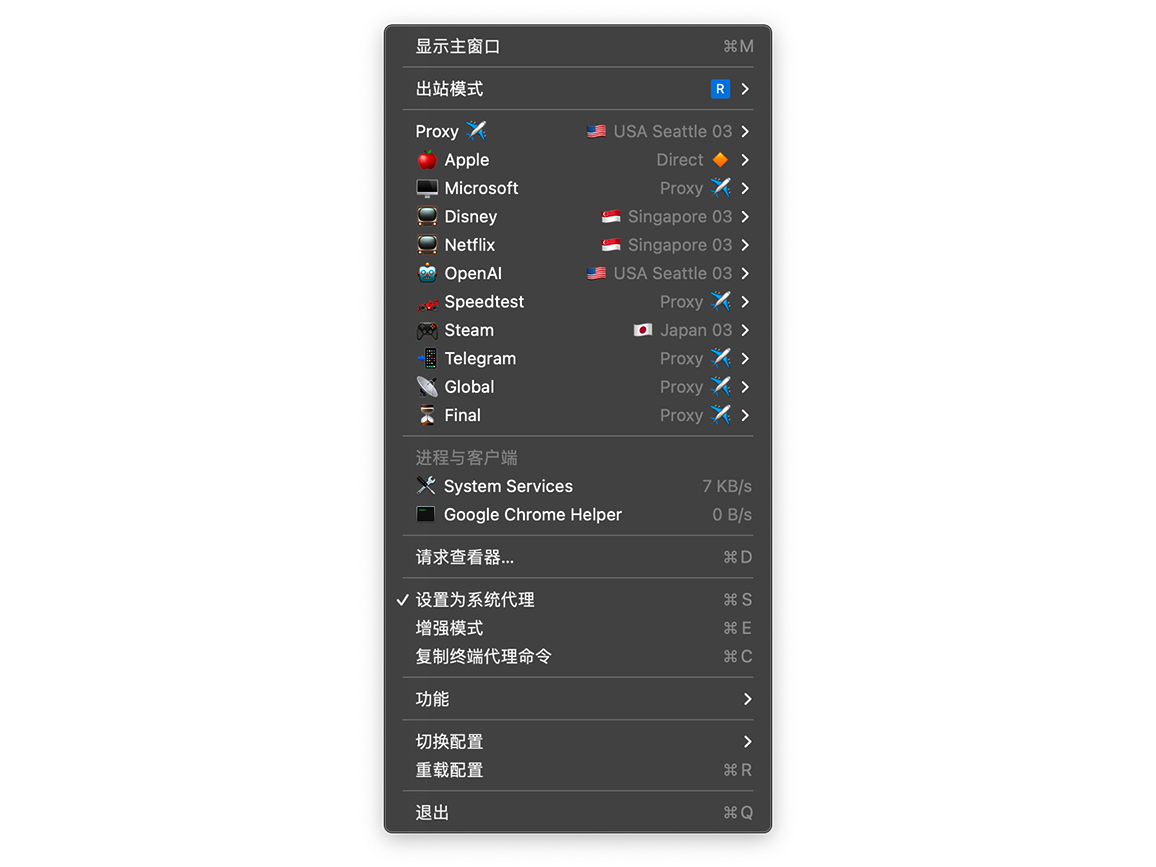 显示主窗口 ⌘M
出站模式 R
Proxy ✈️ 🇺🇸 USA Seattle 03
🍎 Apple Direct 🔶
🖥️ Microsoft Proxy ✈️
📺 Disney 🇸🇬 Singapore 03
📺 Netflix 🇸🇬 Singapore 03
🤖 OpenAI 🇺🇸 USA Seattle 03
🏎️ Speedtest Proxy ✈️
🎮 Steam 🇯🇵 Japan 03
📲 Telegram Proxy ✈️
📡 Global Proxy ✈️
⏳ Final Proxy ✈️
进程与客户端
System Services 7 KB/s
Google Chrome Helper 0 B/s
请求查看器... ⌘D
✓ 设置为系统代理 ⌘S
增强模式 ⌘E
复制终端代理命令 ⌘C
功能
切换配置
重载配置 ⌘R
退出 ⌘Q